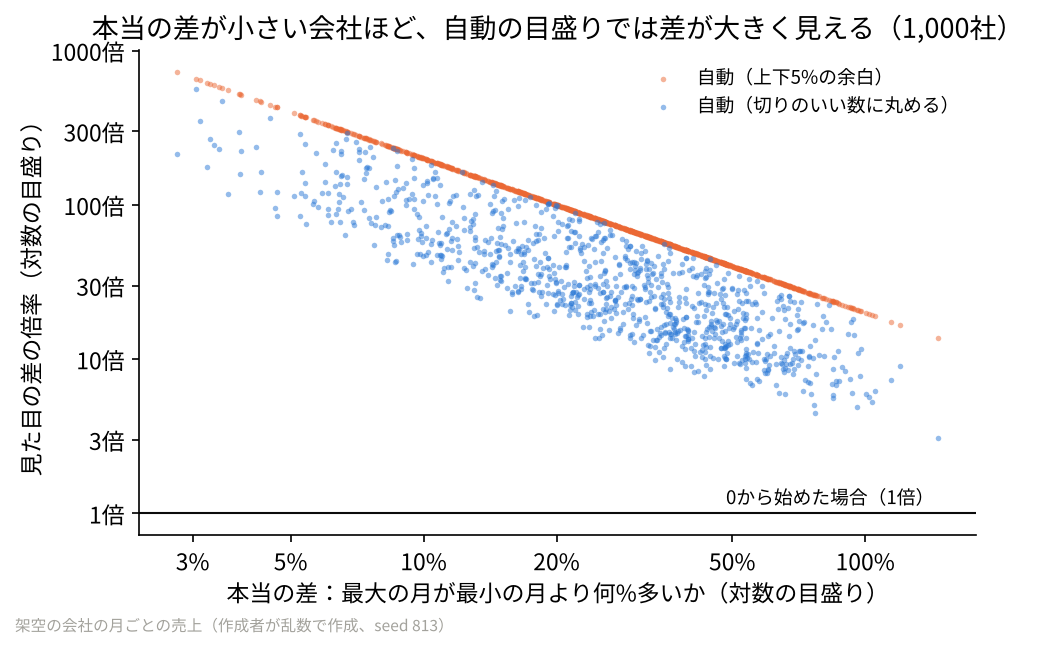 本当の差が小さい会社ほど、自動の目盛りでは差が大きく見える（1,000社）
見た目の差の倍率（対数の目盛り）
1000倍
300倍
100倍
30倍
10倍
3倍
1倍
自動（上下5%の余白）
自動（切りのいい数に丸める）
0から始めた場合（1倍）
3%
5%
10%
20%
50%
100%
本当の差：最大の月が最小の月より何%多いか（対数の目盛り）
架空の会社の月ごとの売上（作成者が乱数で作成、seed 813）